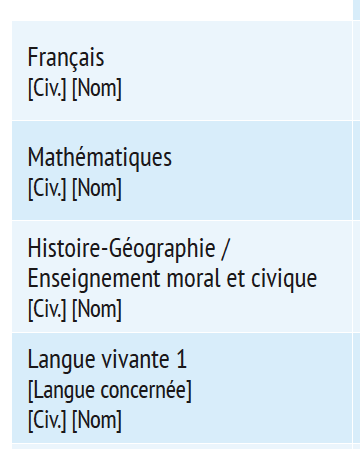 Français
[Civ.] [Nom]
Mathématiques
[Civ.] [Nom]
Histoire-Géographie /
Enseignement moral et civique
[Civ.] [Nom]
Langue vivante 1
[Langue concernée]
[Civ.] [Nom]